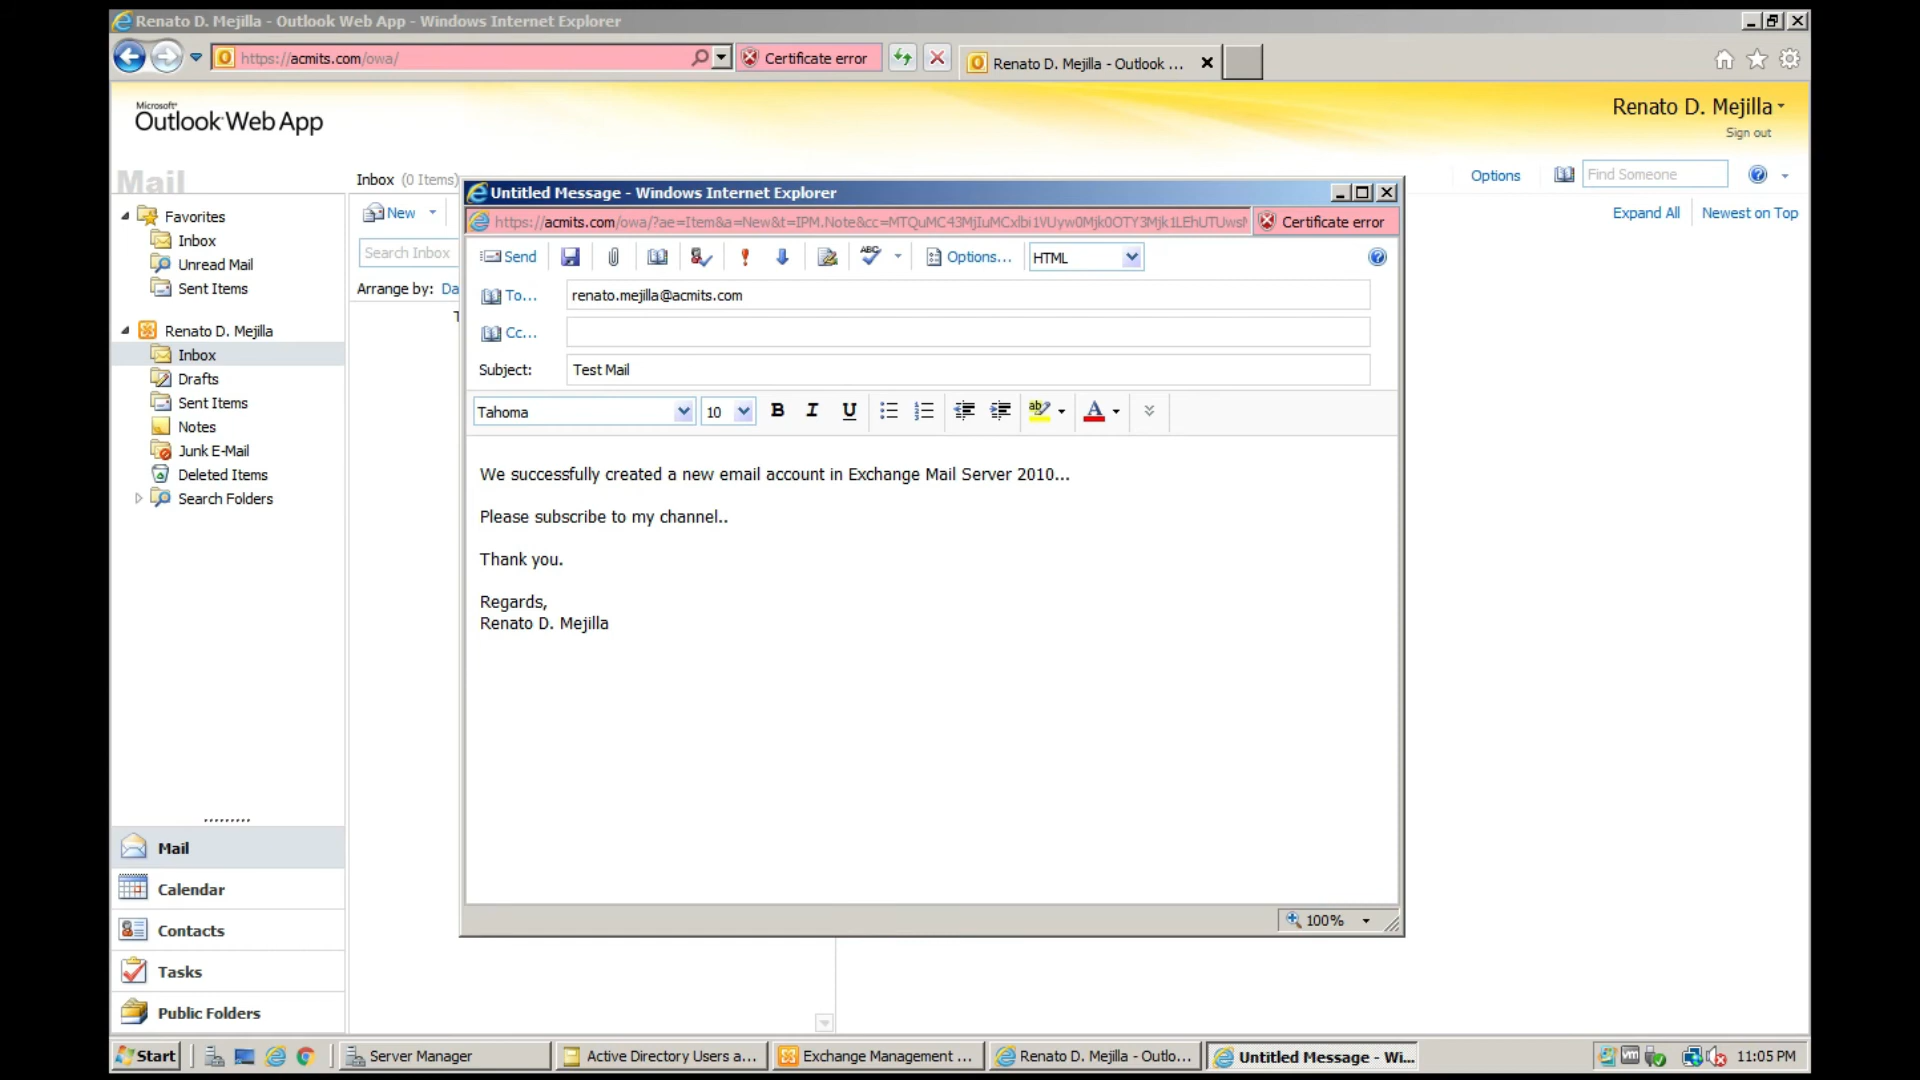 Renato D. Mejilla - Outlook Web App - Windows Internet Explorer
https://acmits.com/owa/
Certificate error
Renato D. Mejilla - Outlook ...
Microsoft®
Outlook Web App
Renato D. Mejilla
Sign out
Mail
Inbox (0 Items)
Options
Find Someone
Favorites
Inbox
Unread Mail
Sent Items
Renato D. Mejilla
Inbox
Drafts
Sent Items
Notes
Junk E-Mail
Deleted Items
Search Folders
New
Search Inbox
Arrange by: Da
Expand All
Newest on Top
Untitled Message - Windows Internet Explorer
Certificate error
Send
ABC
Options...
HTML
To...
renato.mejilla@acmits.com
Cc...
Subject:
Test Mail
Tahoma
10
B I U
ab
A
We successfully created a new email account in Exchange Mail Server 2010...
Please subscribe to my channel..
Thank you.
Regards,
Renato D. Mejilla
100%
Mail
Calendar
Contacts
Tasks
Public Folders
Start
Server Manager
Active Directory Users a...
Exchange Management ...
Renato D. Mejilla - Outlo...
Untitled Message - Wi...
vm
11:05 PM